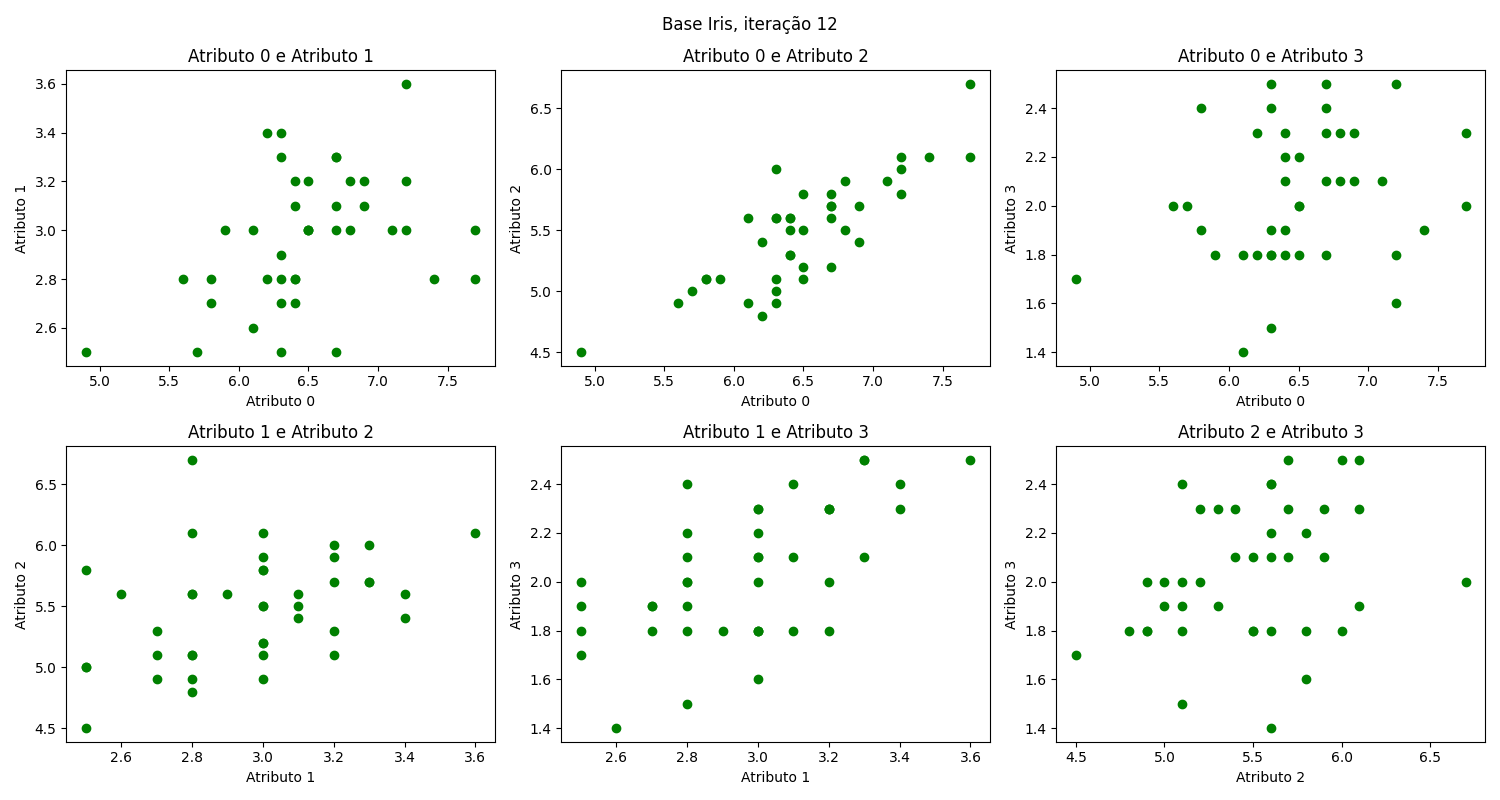 Base Iris, iteração 12
Atributo 0 e Atributo 1
3.6
3.4
3.2
3.0
2.8
2.6
Atributo 1
5.0 5.5 6.0 6.5 7.0 7.5
Atributo 0
Atributo 0 e Atributo 2
6.5
6.0
5.5
5.0
4.5
Atributo 2
5.0 5.5 6.0 6.5 7.0 7.5
Atributo 0
Atributo 0 e Atributo 3
2.4
2.2
2.0
1.8
1.6
1.4
Atributo 3
5.0 5.5 6.0 6.5 7.0 7.5
Atributo 0
Atributo 1 e Atributo 2
6.5
6.0
5.5
5.0
4.5
Atributo 2
2.6 2.8 3.0 3.2 3.4 3.6
Atributo 1
Atributo 1 e Atributo 3
2.4
2.2
2.0
1.8
1.6
1.4
Atributo 3
2.6 2.8 3.0 3.2 3.4 3.6
Atributo 1
Atributo 2 e Atributo 3
2.4
2.2
2.0
1.8
1.6
1.4
Atributo 3
4.5 5.0 5.5 6.0 6.5
Atributo 2